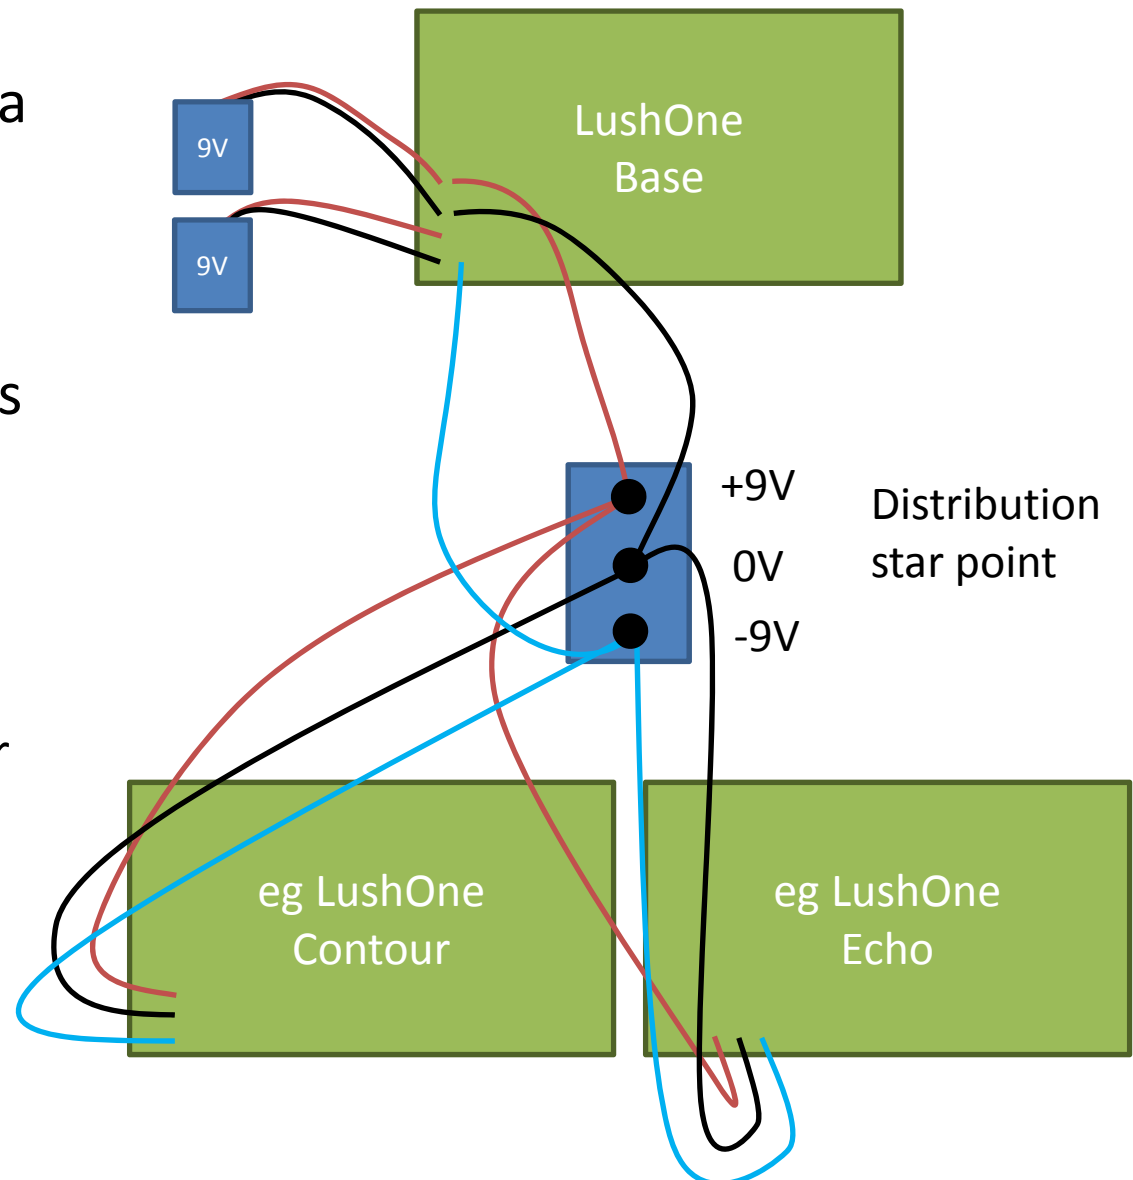 a
LushOne
Base
9V
9V
s
+9V
0V
-9V
Distribution
star point
r
eg LushOne
Contour
eg LushOne
Echo